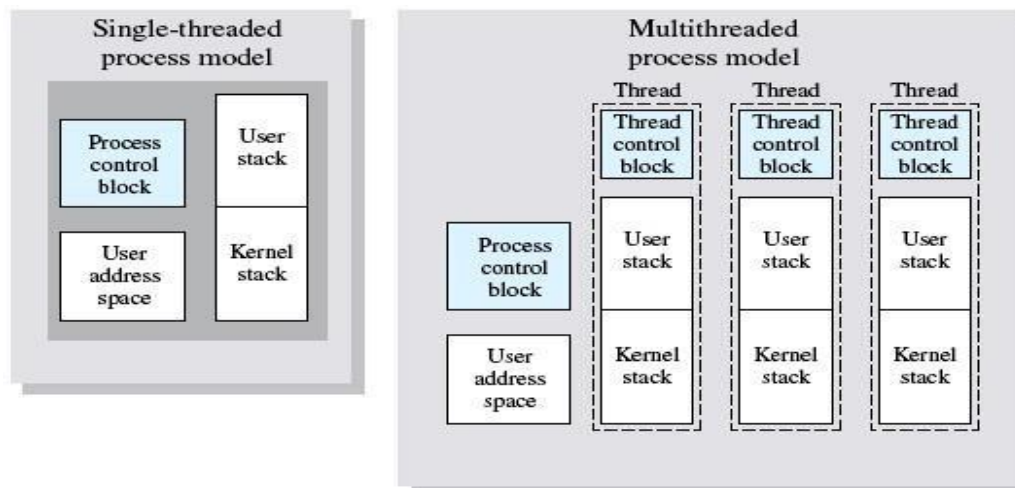 Single-threaded
process model
Process
control
block
User
stack
User
address
space
Kernel
stack
Multithreaded
process model
Thread
Thread
Thread
Thread
control
block
Thread
control
block
Thread
control
block
Process
control
block
User
stack
User
stack
User
stack
User
address
space
Kernel
stack
Kernel
stack
Kernel
stack